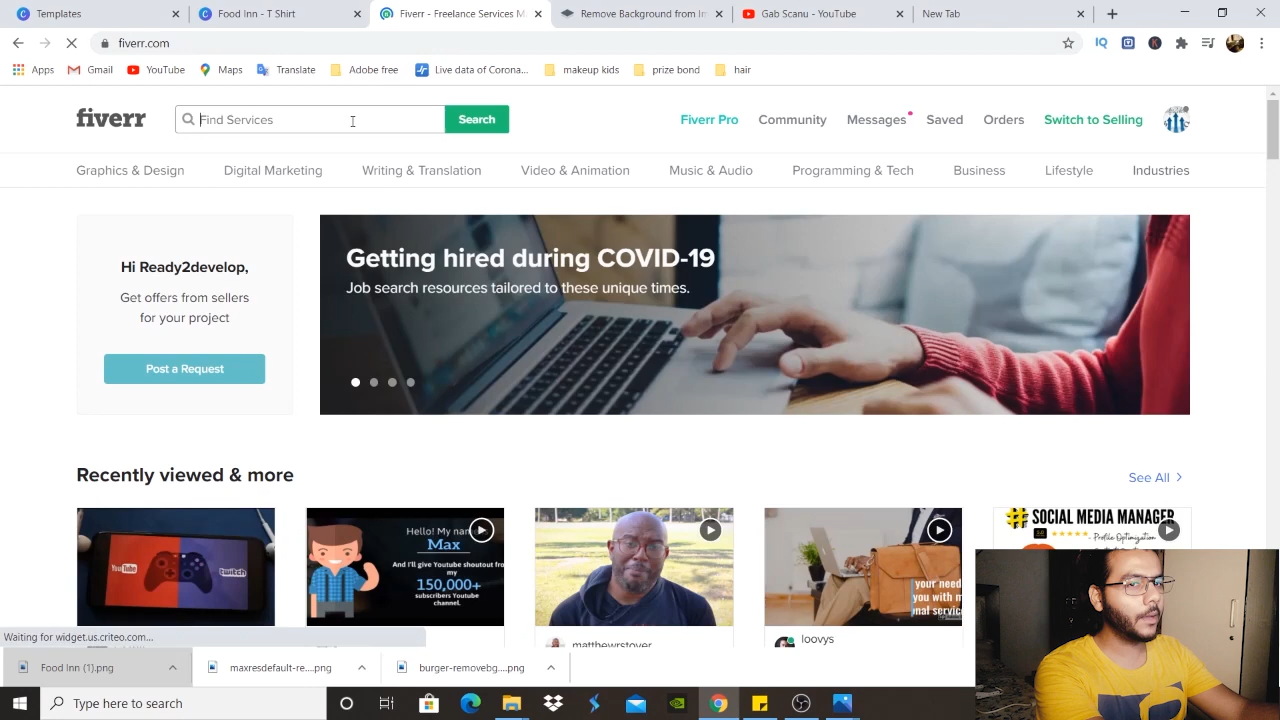 Templates
Food Inn - T Shirt
Fiverr - Freelance Services M
Remove Background from Im
Gab Scanu - YouTube
New Tab
fiverr.com
Apps
Gmail
YouTube
Maps
Translate
Adobe free
Live data of Corona...
makeup kids
prize bond
hair
fiverr
Find Services
Search
Fiverr Pro
Community
Messages
Saved
Orders
Switch to Selling
Graphics & Design
Digital Marketing
Writing & Translation
Video & Animation
Music & Audio
Programming & Tech
Business
Lifestyle
Industries
Hi Ready2develop,
Get offers from sellers
for your project
Post a Request
Getting hired during COVID-19
Job search resources tailored to these unique times.
Recently viewed & more
See All
YouTube
twitch
Hello! My name
Max
And I'll give Youtube shoutout from
my
150,000+
subscribers Youtube
channel.
your need
you with m
nal servic
# SOCIAL MEDIA MANAGER
Profile Optimization
matthewrstover
loovys
Waiting for widget.us.criteo.com...
Food Inn (1).png
maxresdefault-re....png
burger-removebg....png
Type here to search